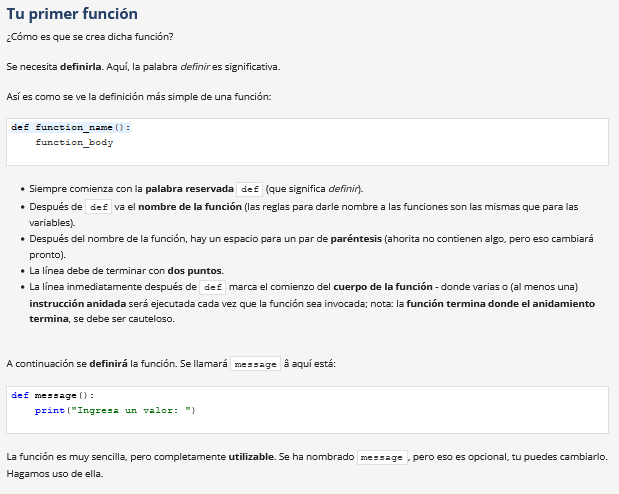 Tu primer función
¿Cómo es que se crea dicha función?
Se necesita definirla. Aquí, la palabra definir es significativa.
Así es como se ve la definición más simple de una función:
def function_name():
    function_body
• Siempre comienza con la palabra reservada def (que significa definir).
• Después de def va el nombre de la función (las reglas para darle nombre a las funciones son las mismas que para las
variables).
• Después del nombre de la función, hay un espacio para un par de paréntesis (ahorita no contienen algo, pero eso cambiará
pronto).
• La línea debe de terminar con dos puntos.
• La línea inmediatamente después de def marca el comienzo del cuerpo de la función - donde varias o (al menos una)
instrucción anidada será ejecutada cada vez que la función sea invocada; nota: la función termina donde el anidamiento
termina, se debe ser cauteloso.
A continuación se definirá la función. Se llamará message â aquí está:
def message():
    print("Ingresa un valor: ")
La función es muy sencilla, pero completamente utilizable. Se ha nombrado message, pero eso es opcional, tu puedes cambiarlo.
Hagamos uso de ella.